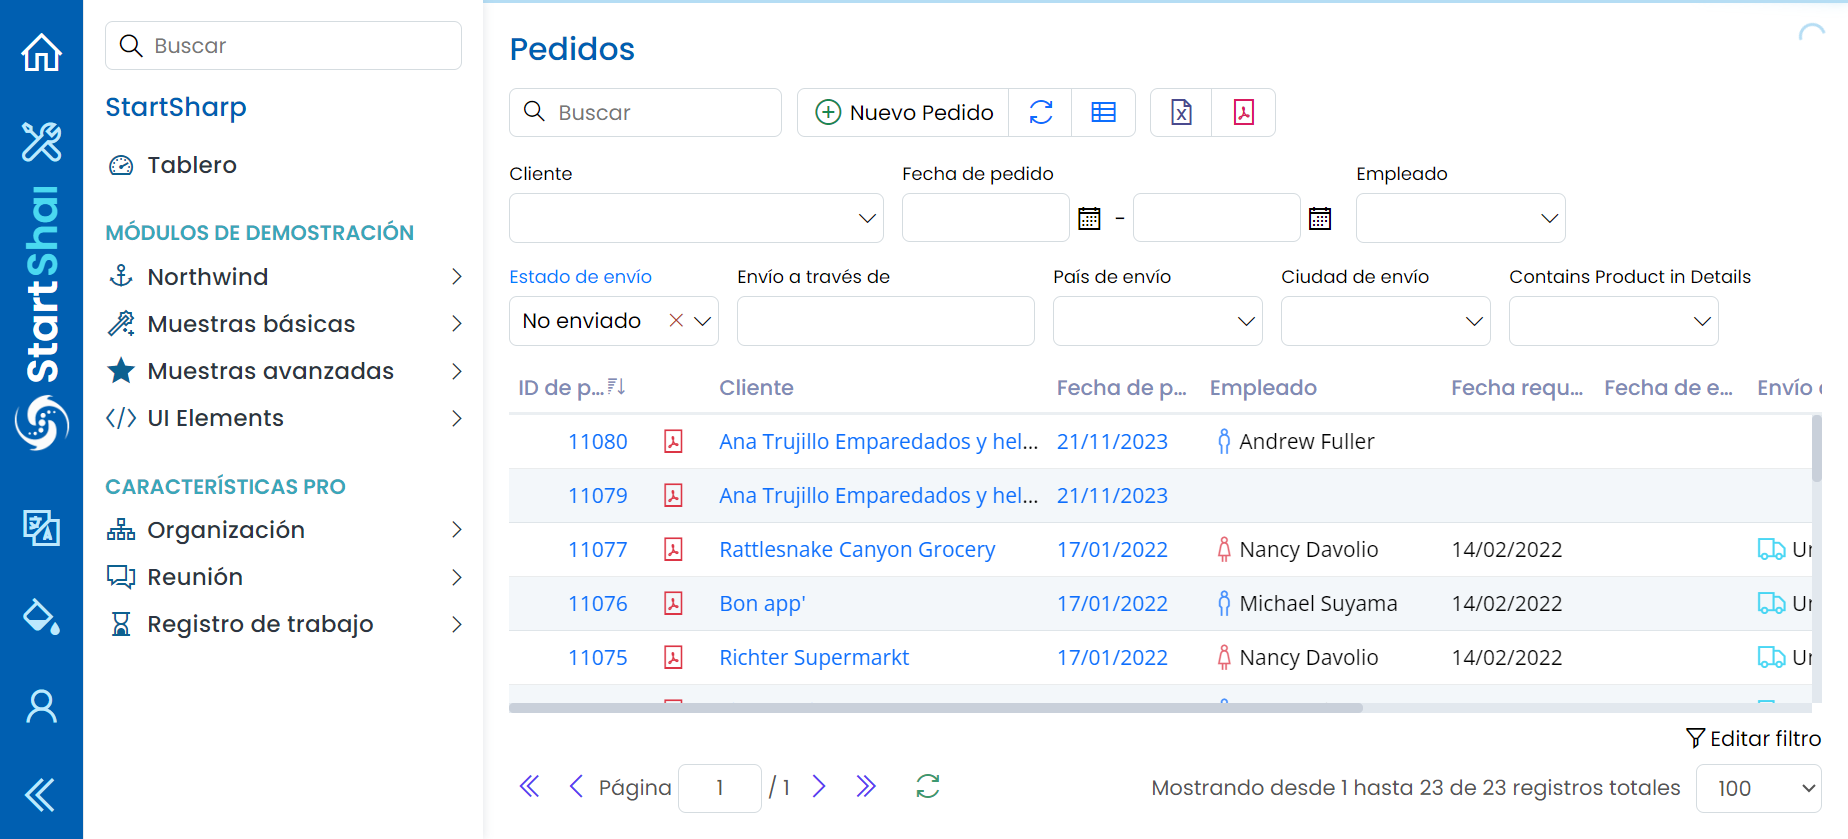 StartShar
Buscar
StartSharp
Tablero
MÓDULOS DE DEMOSTRACIÓN
Northwind
Muestras básicas
Muestras avanzadas
UI Elements
CARACTERÍSTICAS PRO
Organización
Reunión
Registro de trabajo
Pedidos
Buscar
Nuevo Pedido
Cliente
Fecha de pedido
Empleado
-
Estado de envío
Envío a través de
País de envío
Ciudad de envío
Contains Product in Details
No enviado
ID de p... Cliente Fecha de p... Empleado Fecha requ... Fecha de e... Envío
11080 Ana Trujillo Emparedados y hel... 21/11/2023 Andrew Fuller
11079 Ana Trujillo Emparedados y hel... 21/11/2023
11077 Rattlesnake Canyon Grocery 17/01/2022 Nancy Davolio 14/02/2022
11076 Bon app' 17/01/2022 Michael Suyama 14/02/2022
11075 Richter Supermarkt 17/01/2022 Nancy Davolio 14/02/2022
Editar filtro
Página 1 / 1
Mostrando desde 1 hasta 23 de 23 registros totales 100